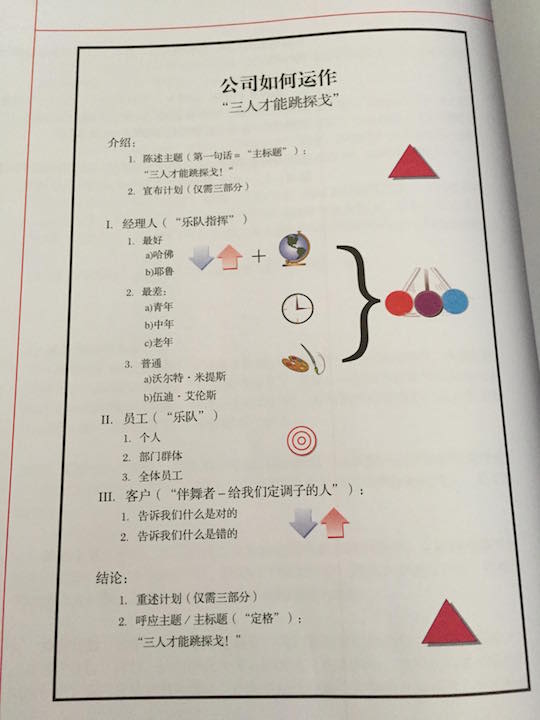 公司如何运作
“三人才能跳探戈”
介绍：
1. 陈述主题（第一句话＝“主标题”）：
“三人才能跳探戈！”
2. 宣布计划（仅需三部分）
I. 经理人（“乐队指挥”）
1. 最好
a)哈佛
b)耶鲁
2. 最差：
a)青年
b)中年
c)老年
3. 普通
a)沃尔特·米提斯
b)伍迪·艾伦斯
II. 员工（“乐队”）
1. 个人
2. 部门群体
3. 全体员工
III. 客户（“伴舞者－给我们定调子的人”）：
1. 告诉我们什么是对的
2. 告诉我们什么是错的
结论：
1. 重述计划（仅需三部分）
2. 呼应主题/主标题（“定格”）：
“三人才能跳探戈！”